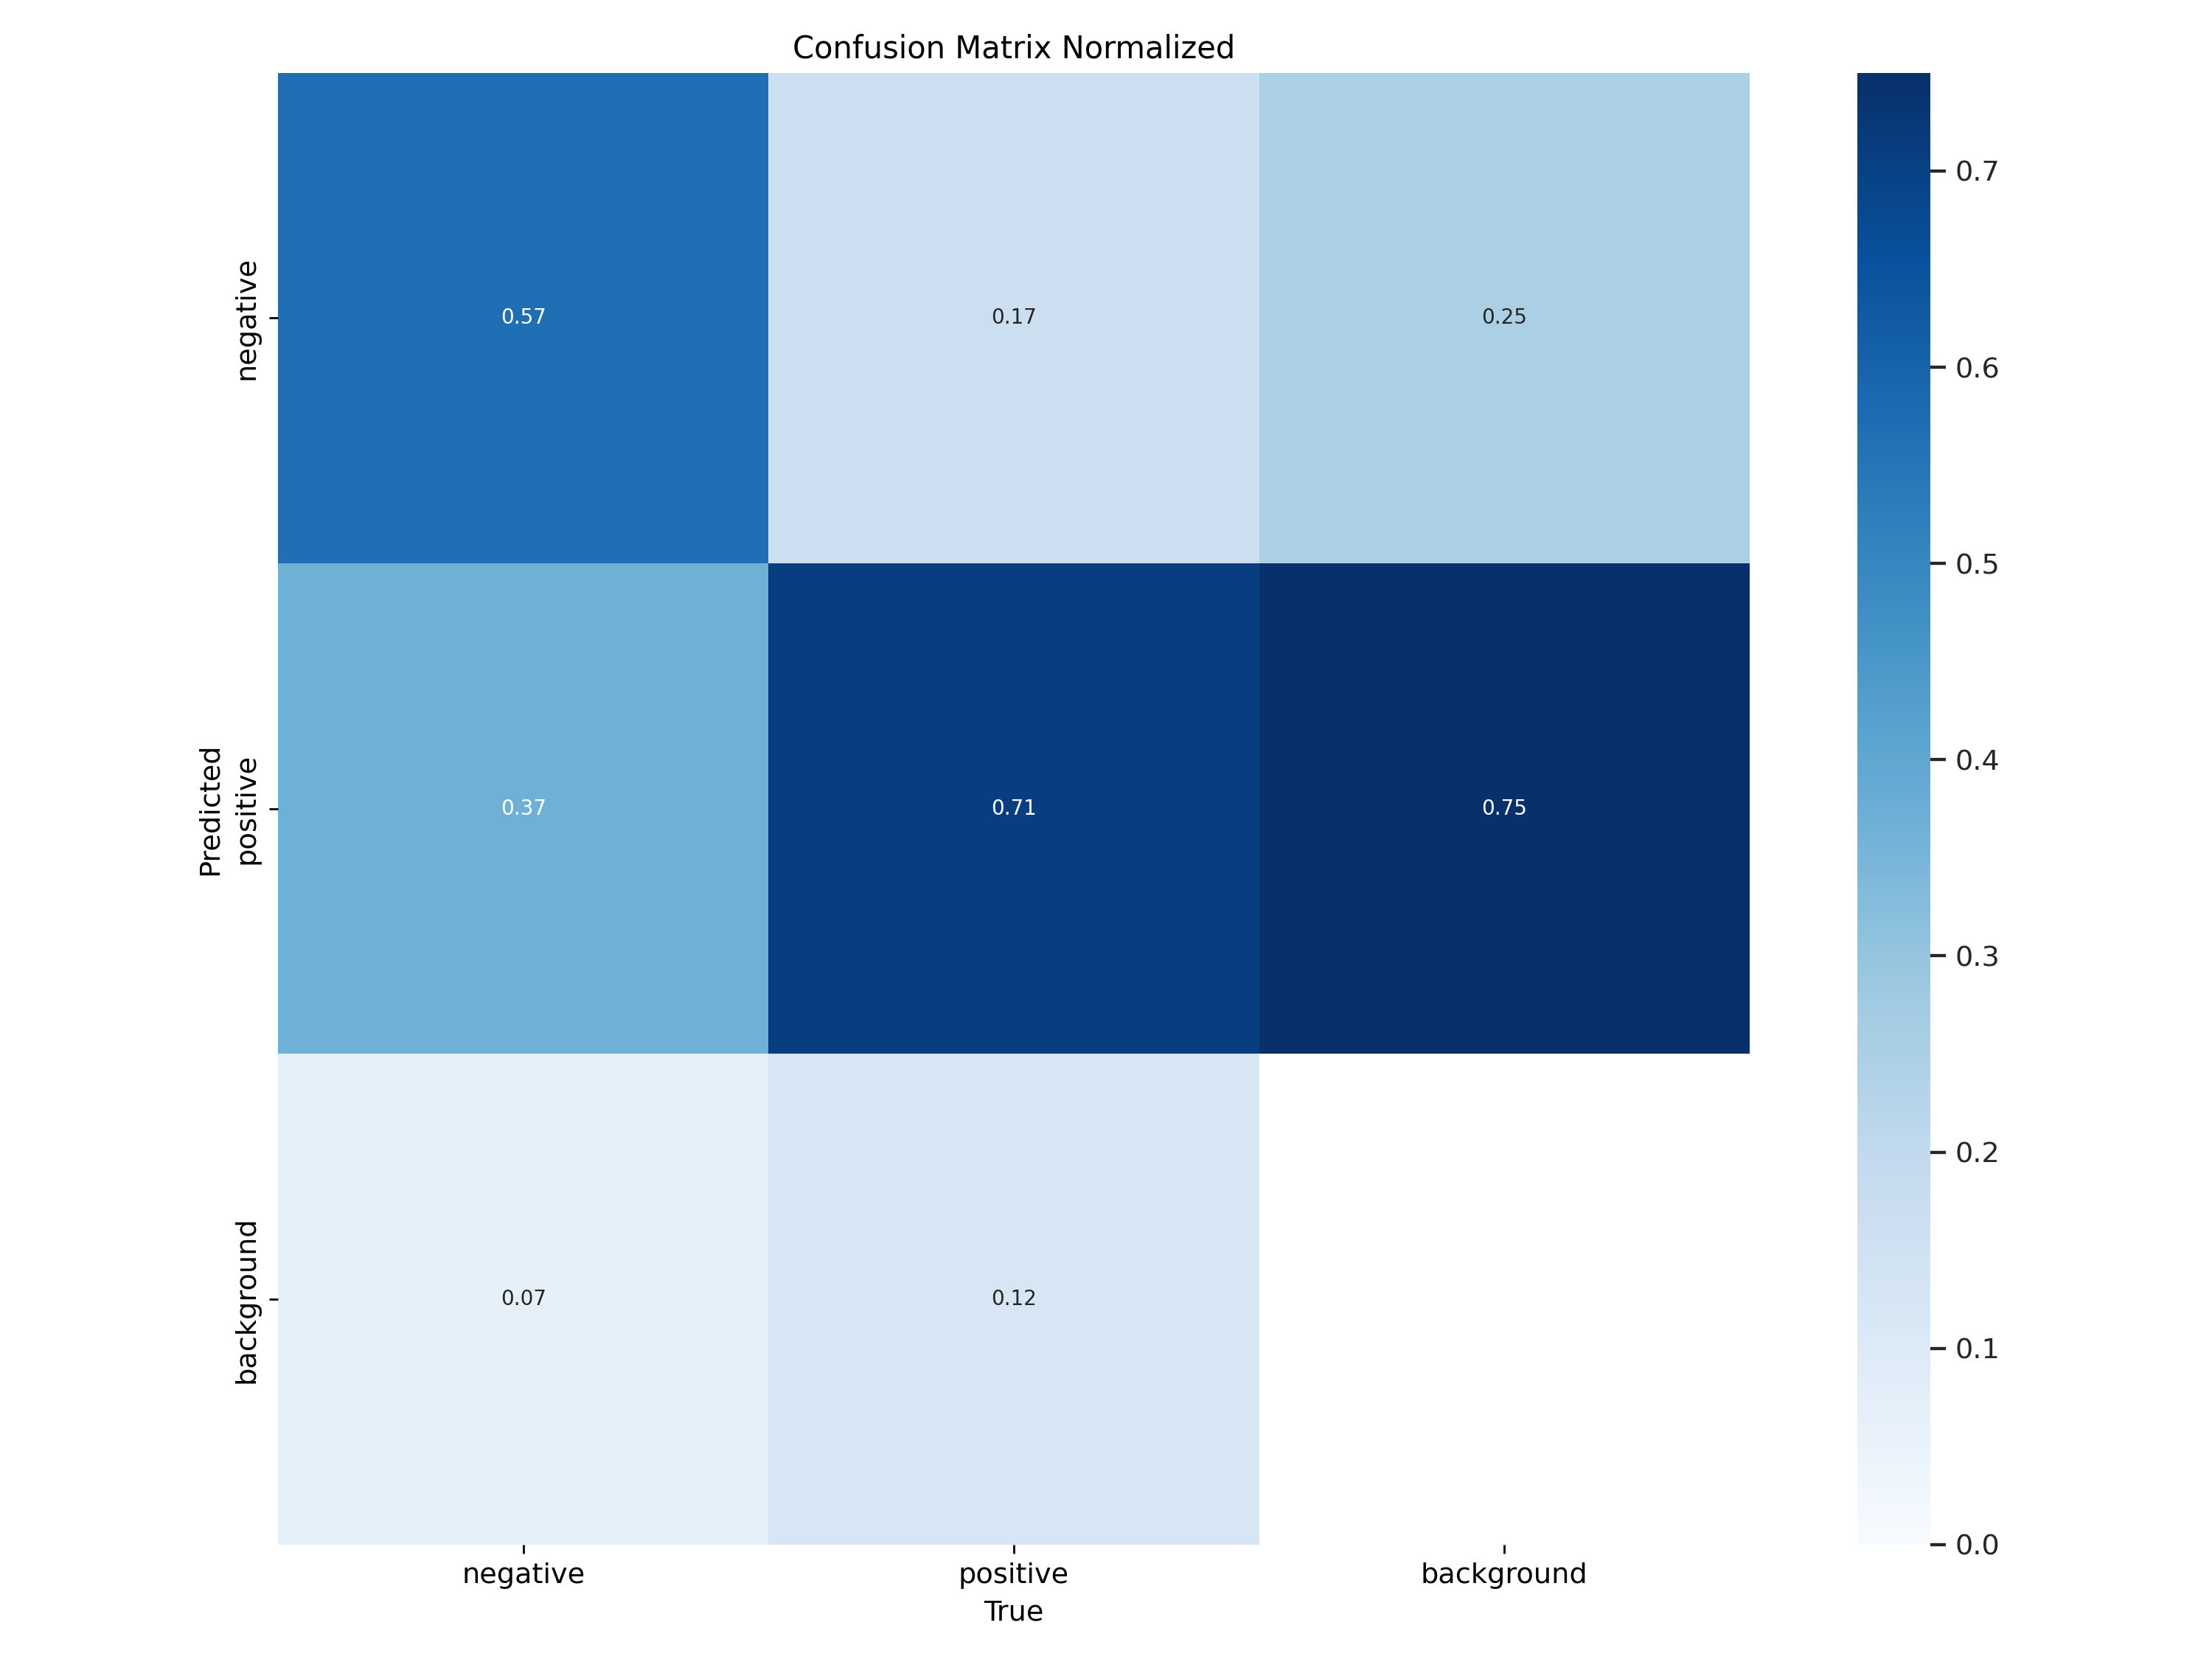 Confusion Matrix Normalized
negative
0.57
0.17
0.25
0.7
0.6
0.5
Predicted
positive
0.37
0.71
0.75
0.4
0.3
background
0.07
0.12
0.2
0.1
0.0
negative
positive
background
True